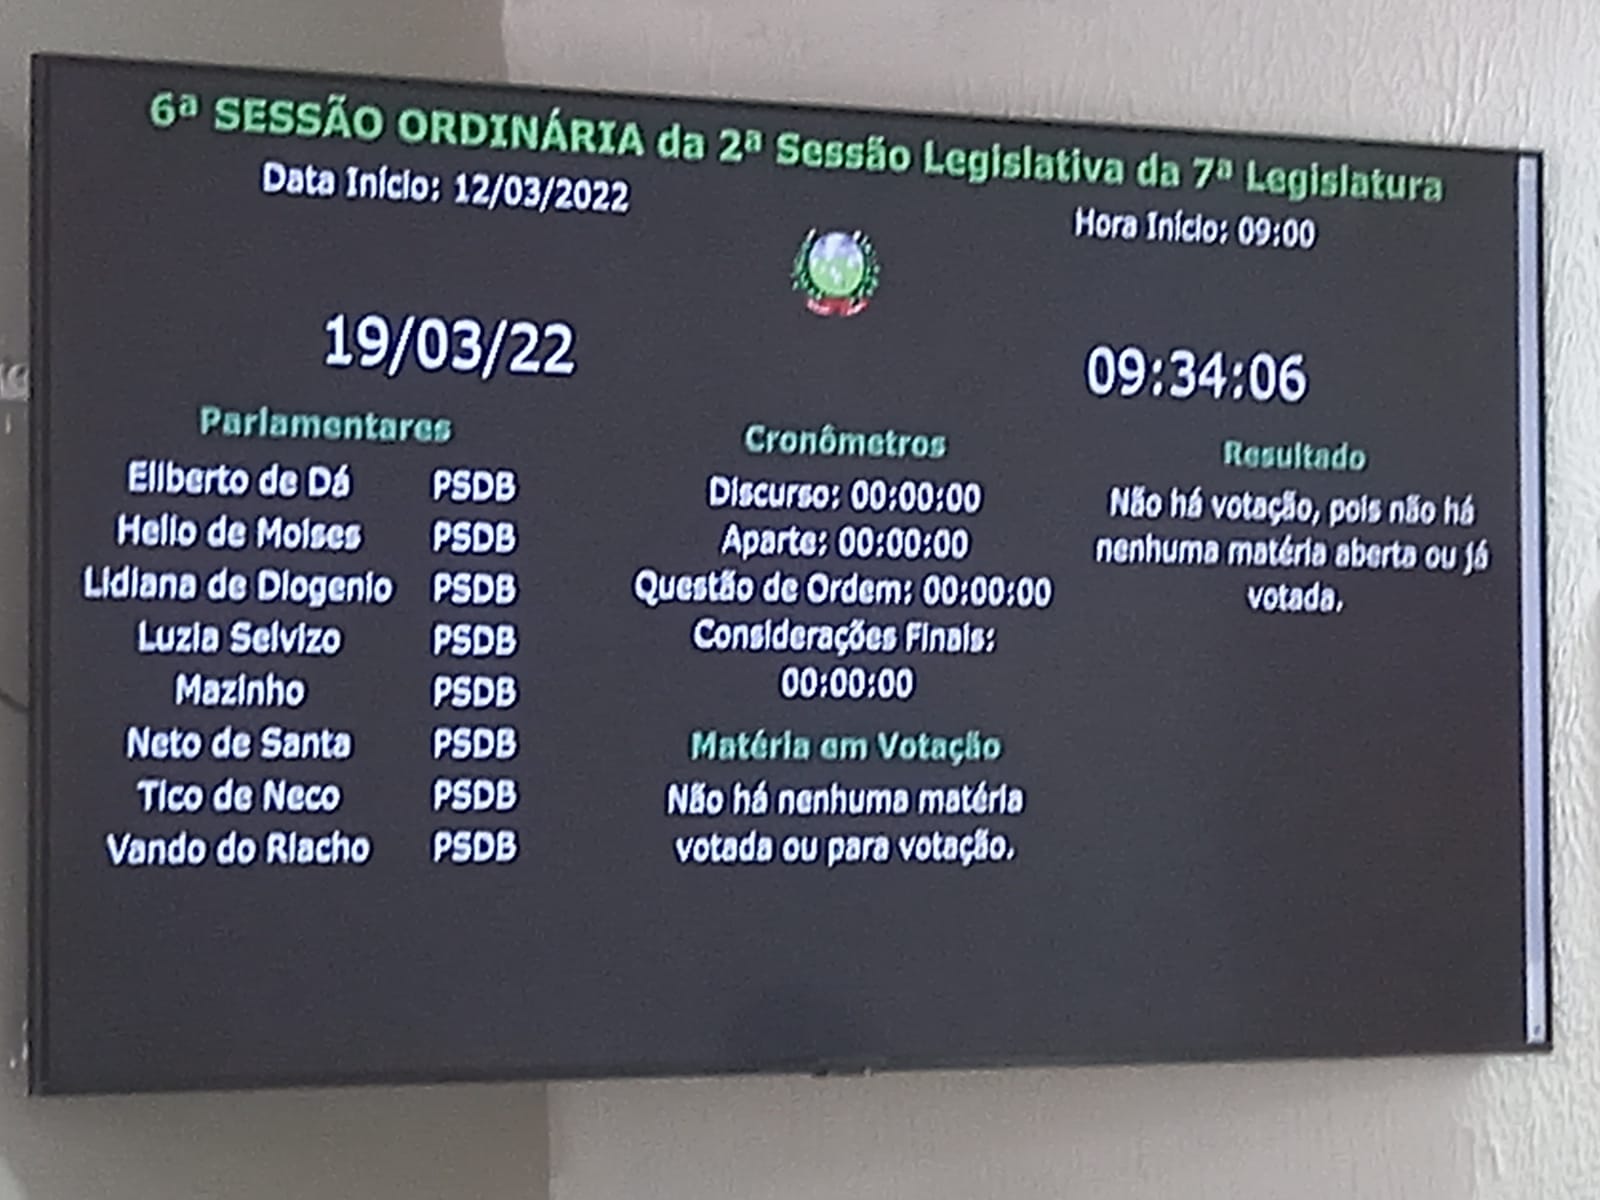 6ª SESSÃO ORDINÁRIA da 2ª Sessão Legislativa da 7ª Legislatura
Data Início: 12/03/2022
Hora Início: 09:00
19/03/22
09:34:06
Parlamentares
Eliberto de Dá PSDB
Helio de Moises PSDB
Lidiana de Diogenio PSDB
Luzia Selvizo PSDB
Mazinho PSDB
Neto de Santa PSDB
Tico de Neco PSDB
Vando do Riacho PSDB
Cronômetros
Discurso: 00:00:00
Aparte: 00:00:00
Questão de Ordem: 00:00:00
Considerações Finais:
00:00:00
Matéria em Votação
Não há nenhuma matéria
votada ou para votação.
Resultado
Não há votação, pois não há
nenhuma matéria aberta ou já
votada.